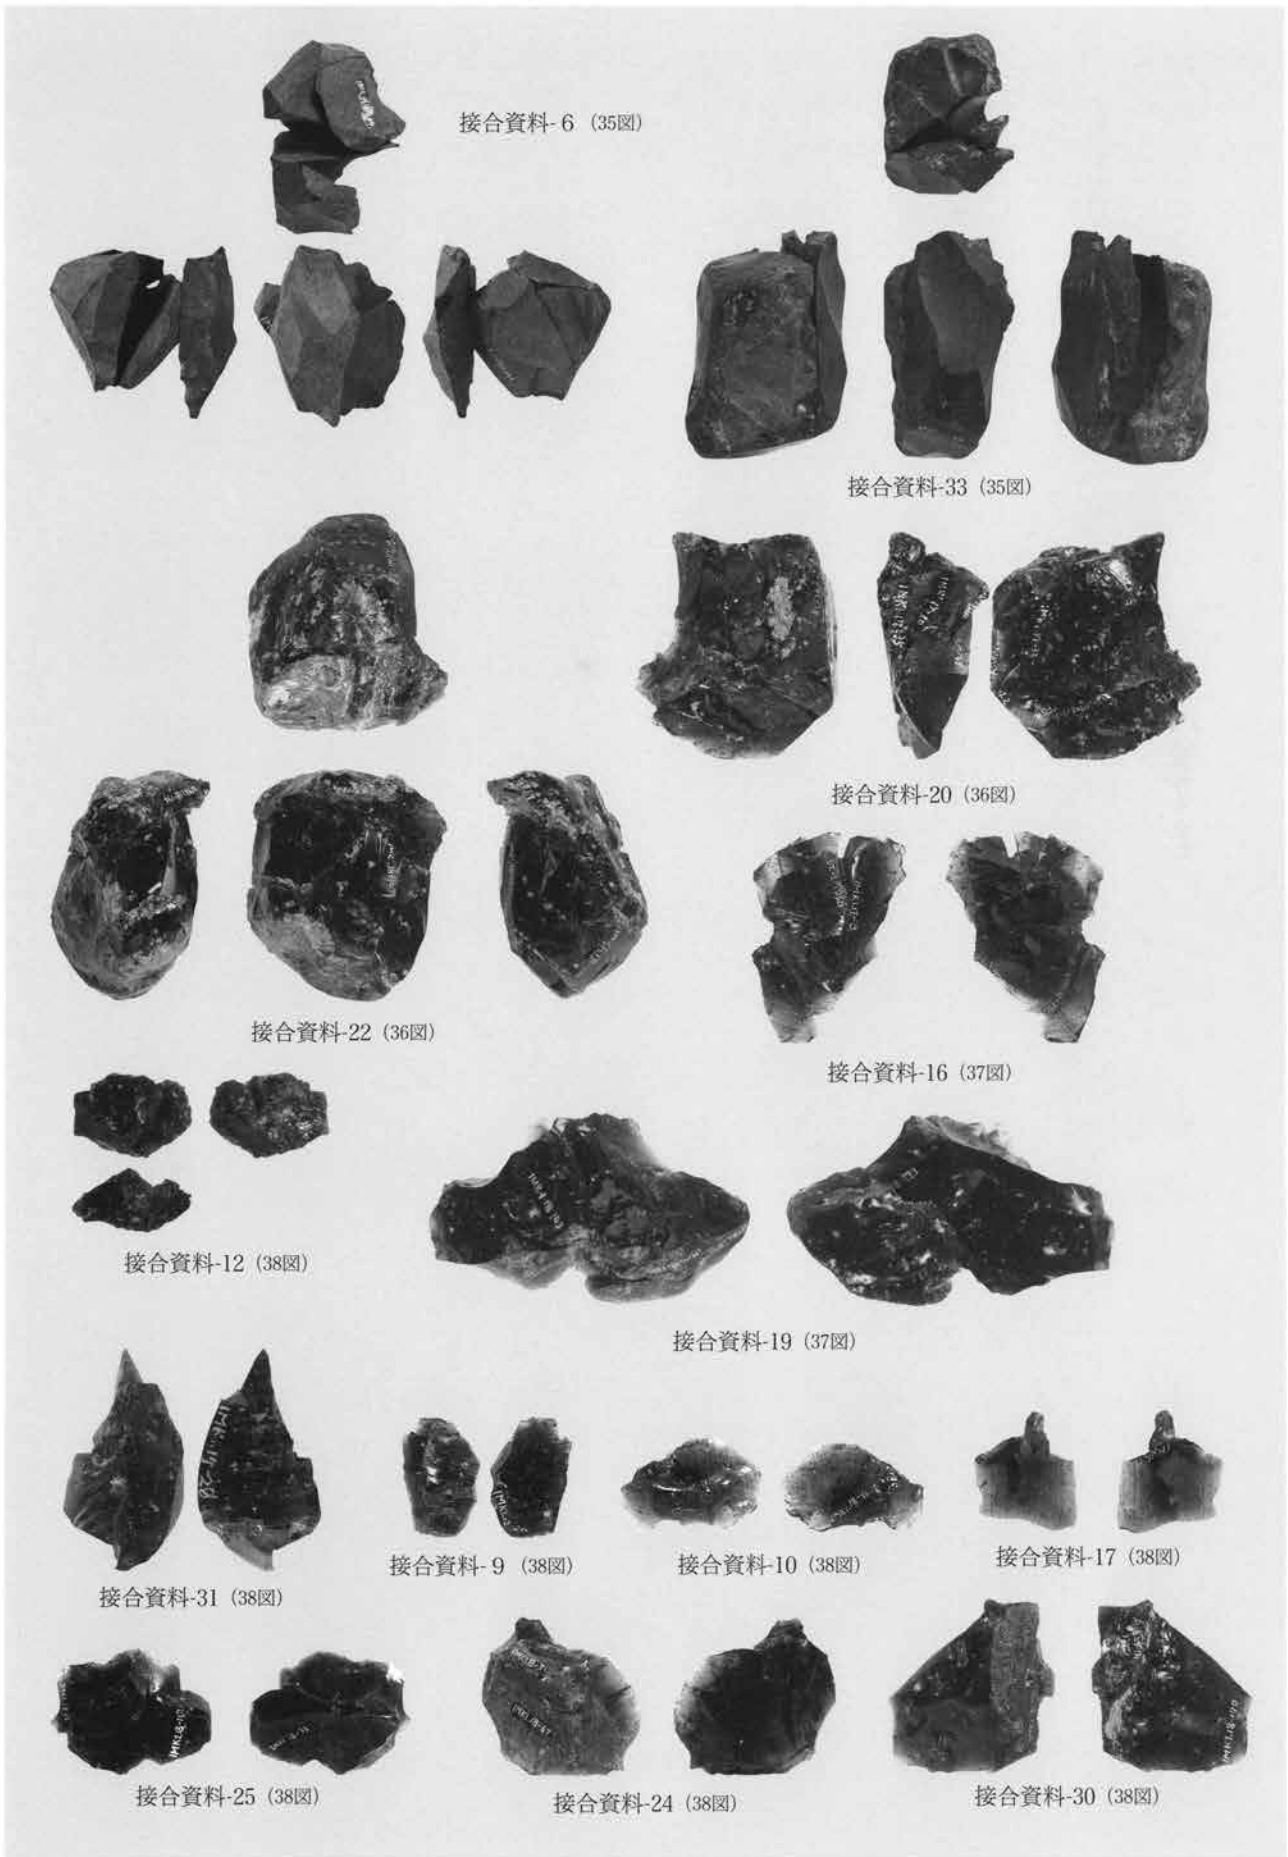 接合資料-6 (35図)
接合資料-33 (35図)
接合資料-20 (36図)
接合資料-22 (36図)
接合資料-16 (37図)
接合資料-12 (38図)
接合資料-19 (37図)
接合資料-31 (38図)
接合資料-9 (38図)
接合資料-10 (38図)
接合資料-17 (38図)
接合資料-25 (38図)
接合資料-24 (38図)
接合資料-30 (38図)